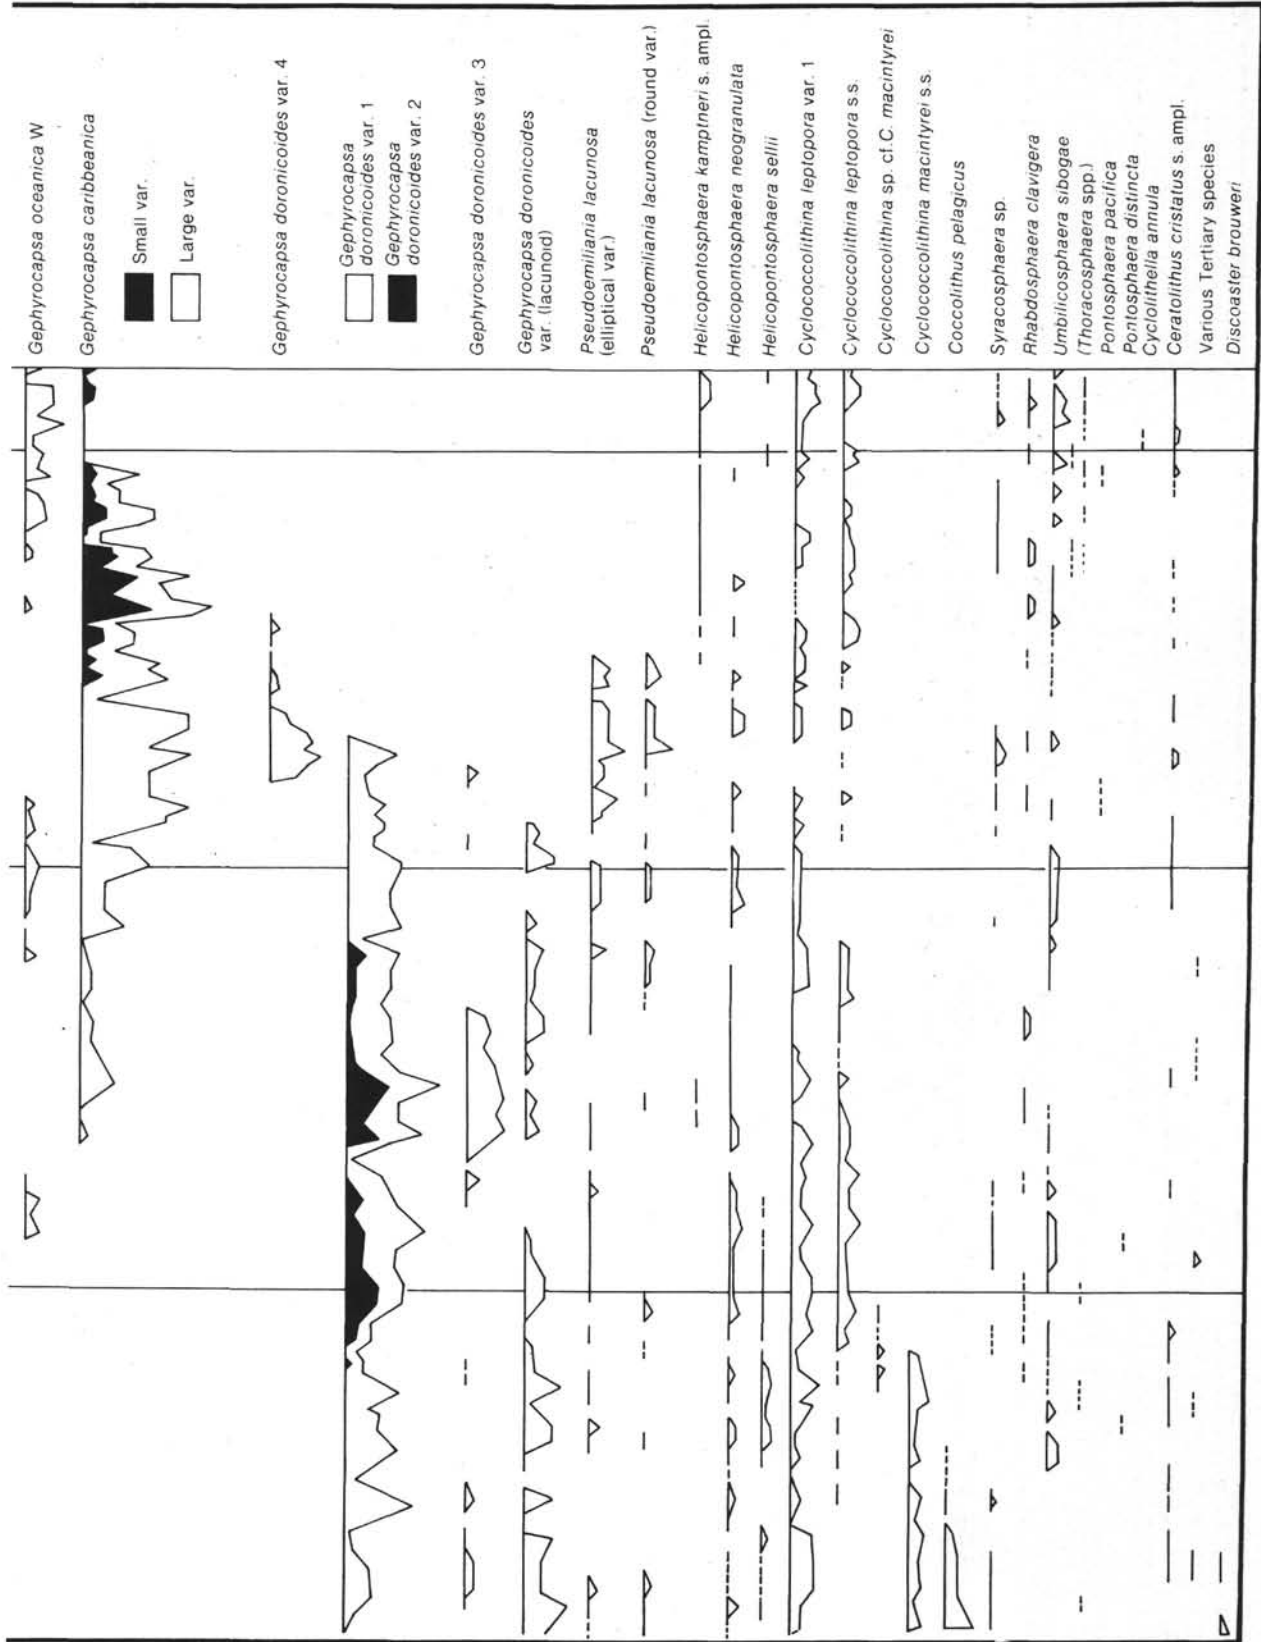 Gephyrocapsa oceanica W
Gephyrocapsa caribbeanica
Small var.
Large var.
Gephyrocapsa doronicoides var. 4
Gephyrocapsa
doronicoides var. 1
Gephyrocapsa
doronicoides var. 2
Gephyrocapsa doronicoides var. 3
Gephyrocapsa doronicoides
var. (lacunoid)
Pseudoemiliania lacunosa
(elliptical var.)
Pseudoemiliania lacunosa (round var.)
Helicopontosphaera kamptneri s. ampl.
Helicopontosphaera neogranulata
Helicopontosphaera sellii
Cyclococcolithina leptopora var. 1
Cyclococcolithina leptopora s.s.
Cyclococcolithina sp. cf. C. macintyrei
Cyclococcolithina macintyrei s.s.
Coccolithus pelagicus
Syracosphaera sp.
Rhabdosphaera clavigera
Umbilicosphaera sibogae
(Thoracosphaera spp.)
Pontosphaera pacifica
Pontosphaera distincta
Cyclolithella annula
Ceratolithus cristatus s. ampl.
Various Tertiary species
Discoaster brouweri